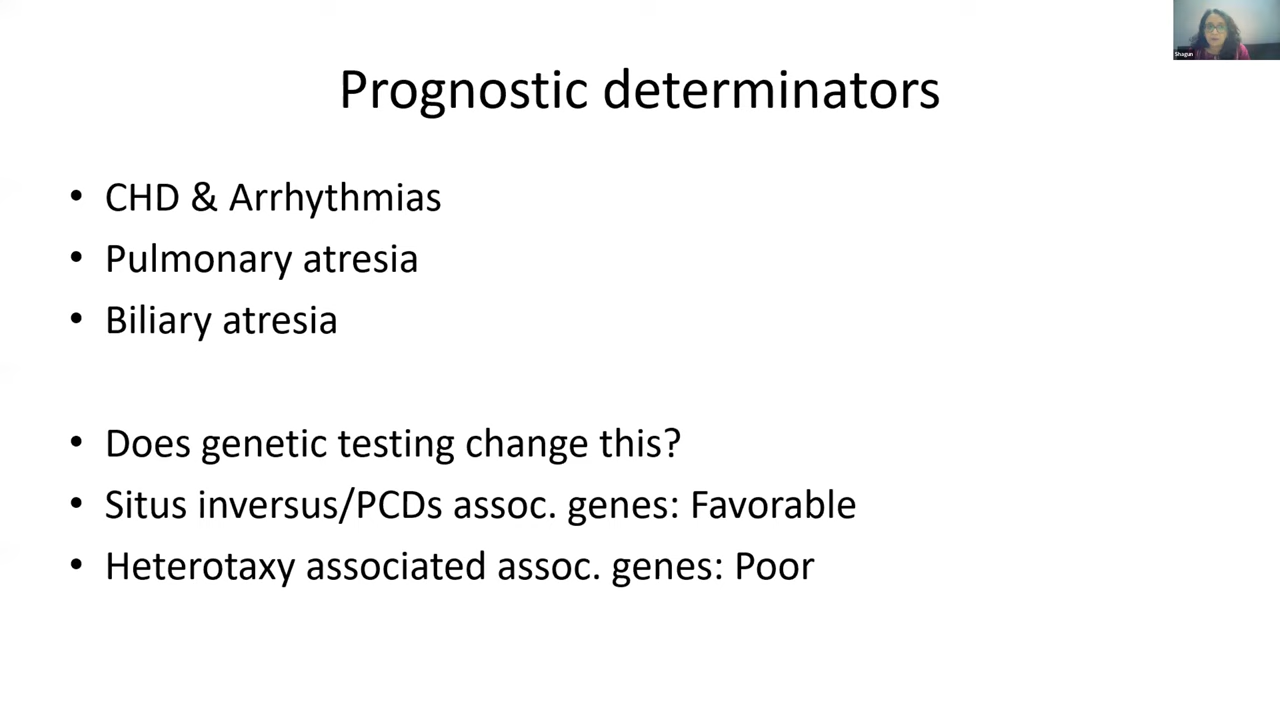 Shagun
Prognostic determinators
• CHD & Arrhythmias
• Pulmonary atresia
• Biliary atresia
• Does genetic testing change this?
• Situs inversus/PCDs assoc. genes: Favorable
• Heterotaxy associated assoc. genes: Poor